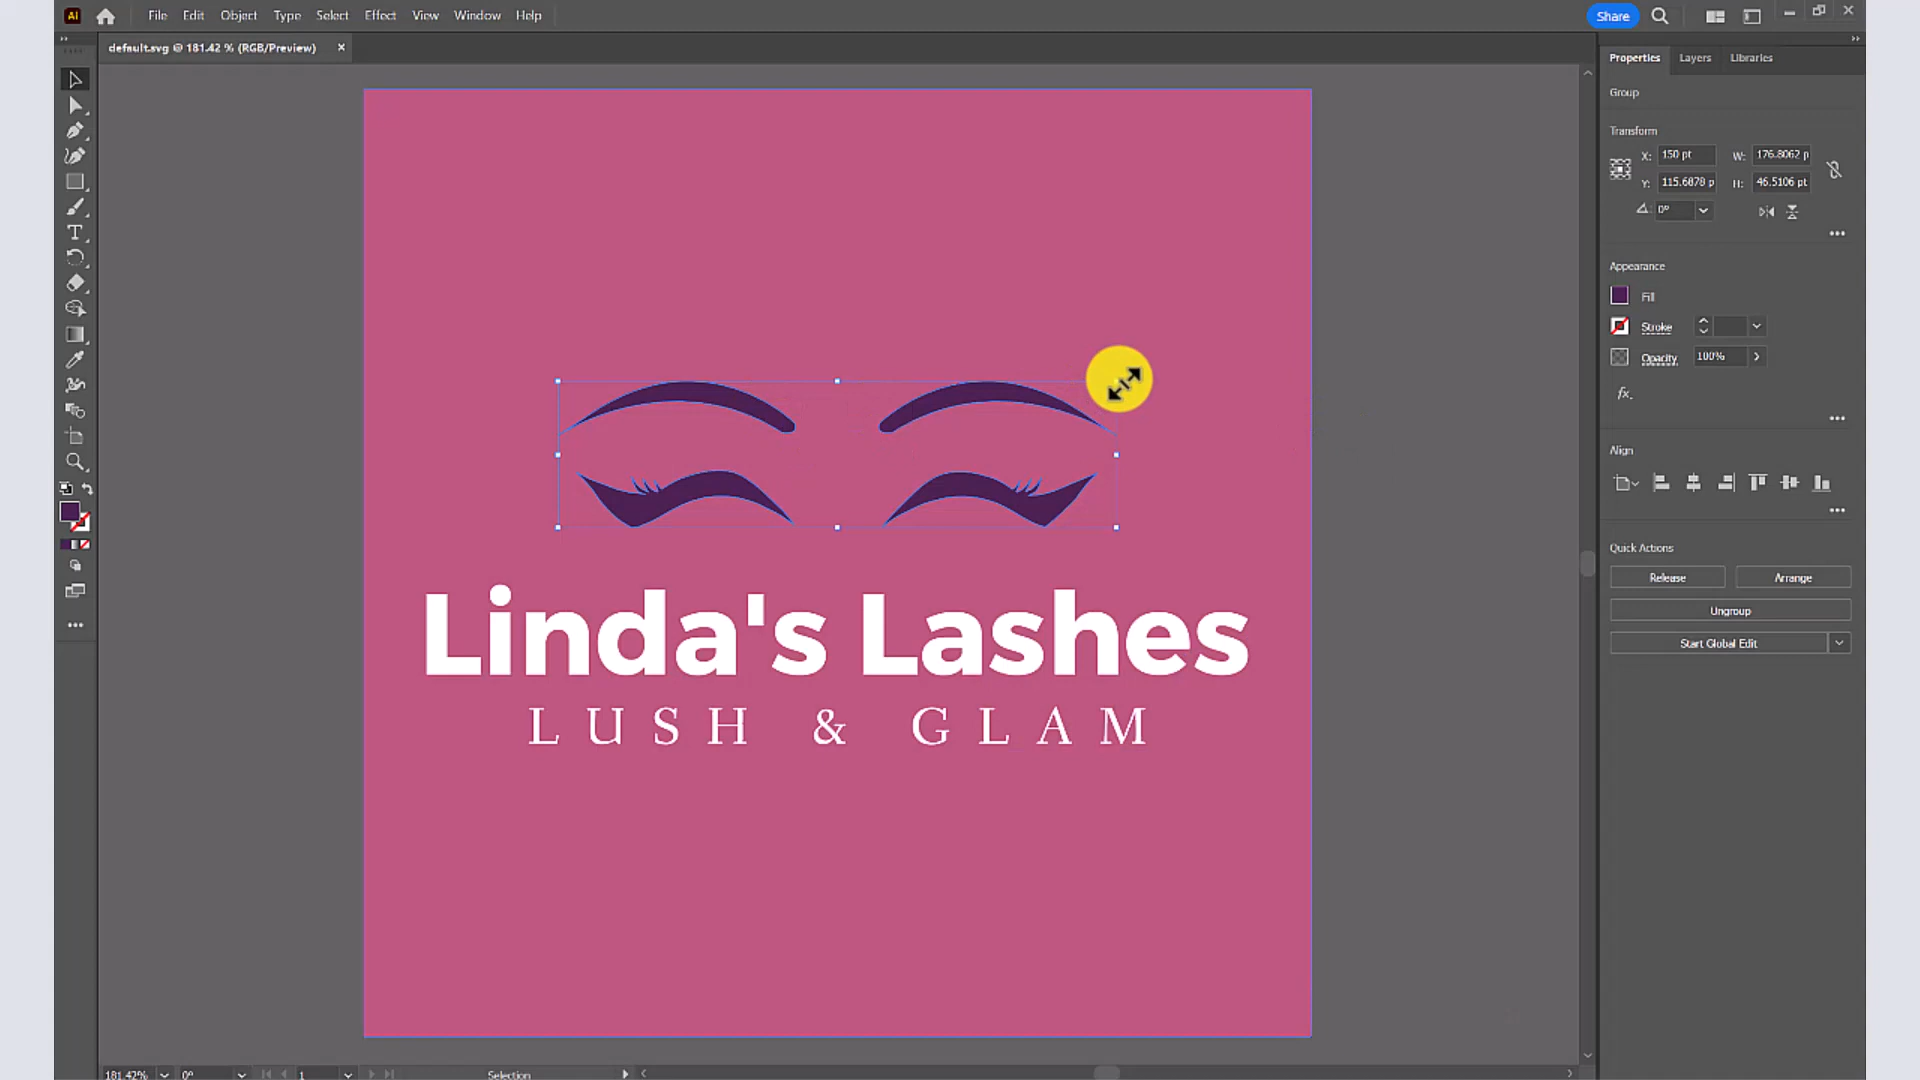 Ai File Edit Object Type Select Effect View Window Help Share
default.svg @ 181.42 % (RGB/Preview) ×
Properties Layers Libraries
Group
Transform
X: 150 pt W: 176.8062 p
Y: 115.6878 p H: 46.5106 pt
0°
Appearance
Fill
Stroke
Opacity 100%
fx.
Align
Linda's Lashes
LUSH & GLAM
Quick Actions
Release Arrange
Ungroup
Start Global Edit
181.42% 0° 1 Selection